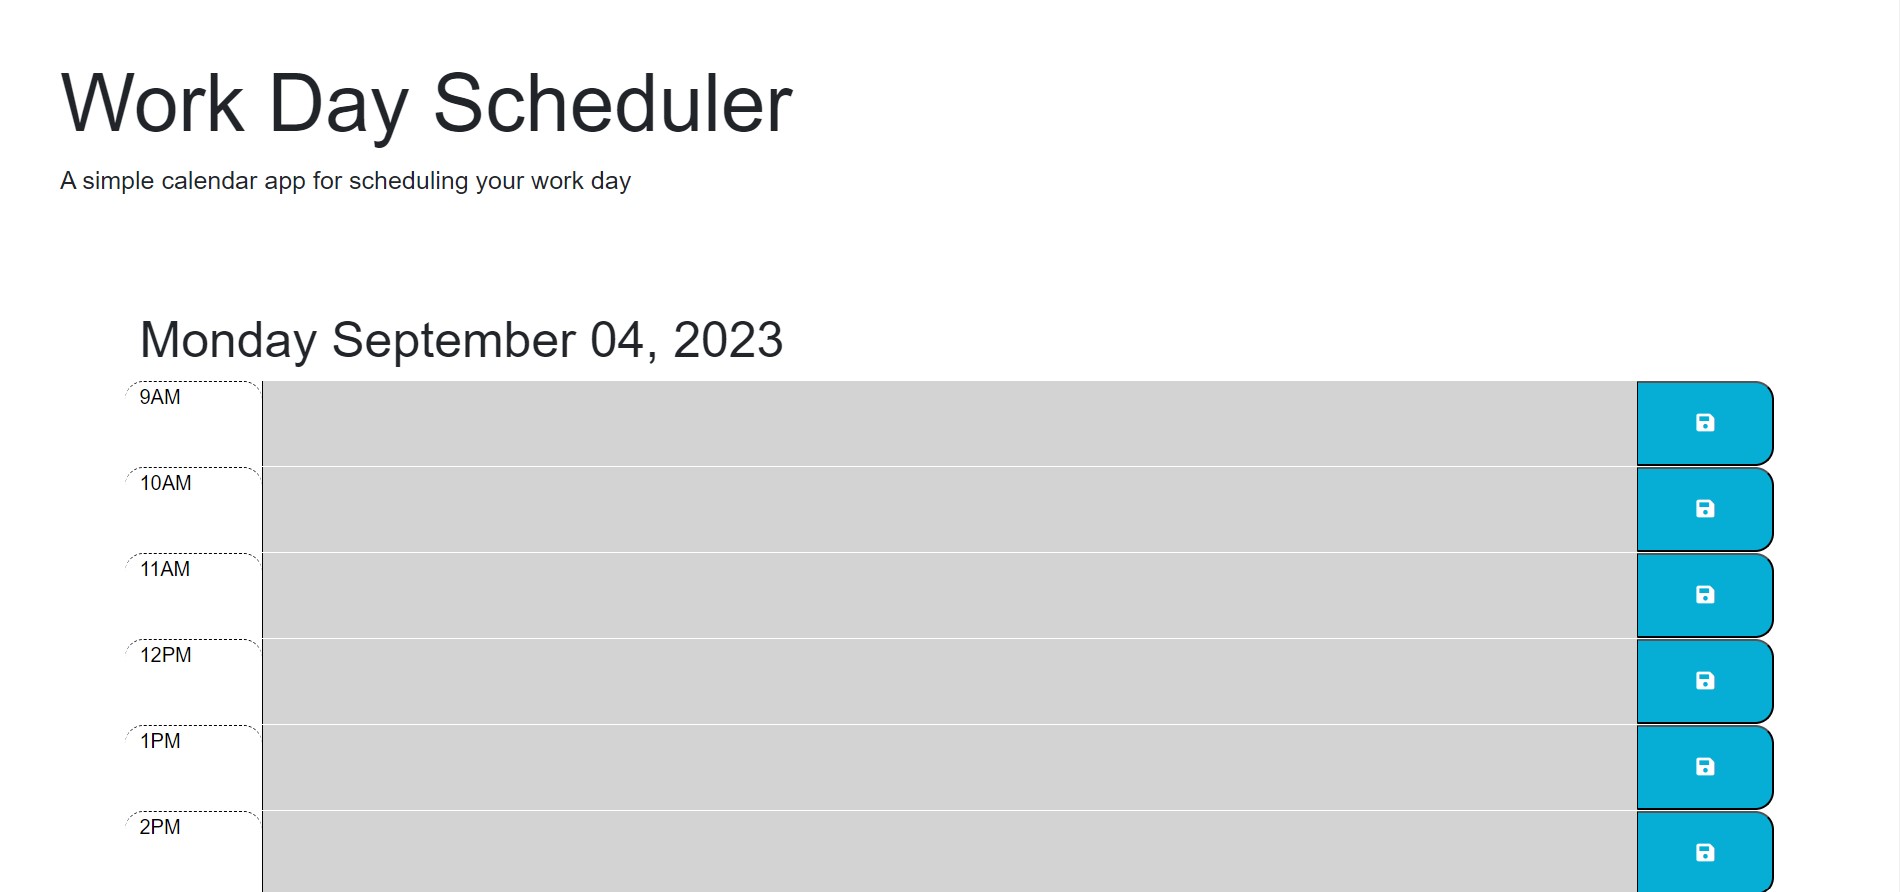 Work Day Scheduler
A simple calendar app for scheduling your work day
Monday September 04, 2023
9AM
10AM
11AM
12PM
1PM
2PM